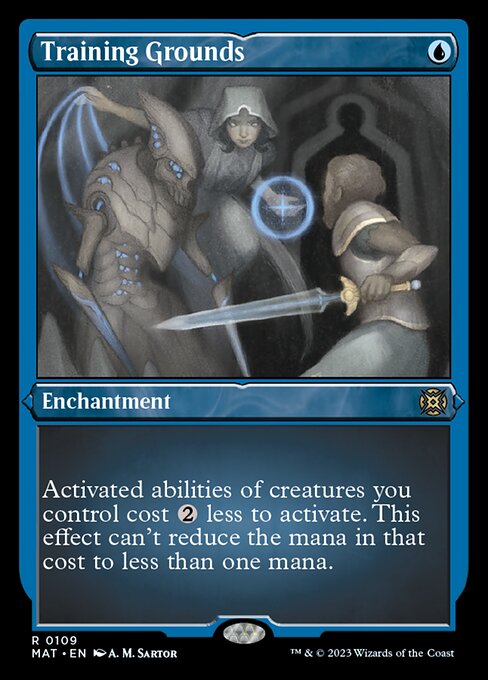 Training Grounds
Enchantment
Activated abilities of creatures you
control cost 2 less to activate. This
effect can't reduce the mana in that
cost to less than one mana.
R 0109
MAT • EN A. M. Sartor
™ & © 2023 Wizards of the Coast